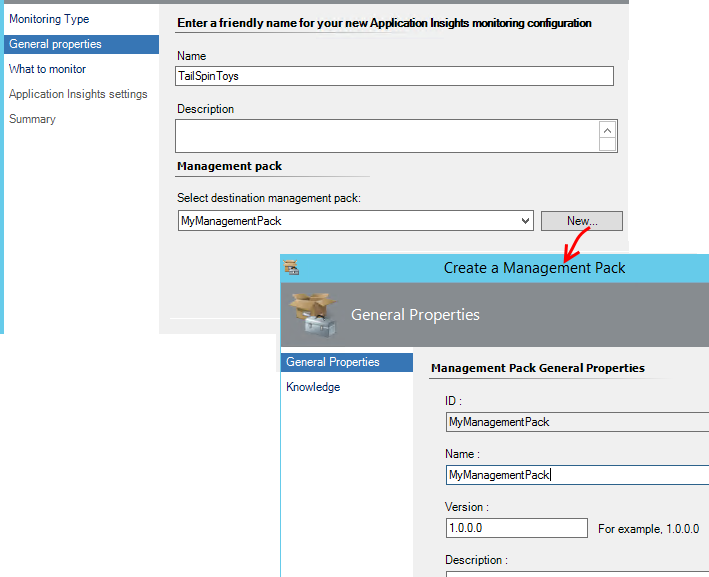 Monitoring Type
General properties
What to monitor
Application Insights settings
Summary
Enter a friendly name for your new Application Insights monitoring configuration
Name
TailSpinToys
Description
Management pack
Select destination management pack:
MyManagementPack
New...
Create a Management Pack
General Properties
General Properties
Knowledge
Management Pack General Properties
ID :
MyManagementPack
Name :
MyManagementPack
Version :
1.0.0.0 For example, 1.0.0.0
Description :